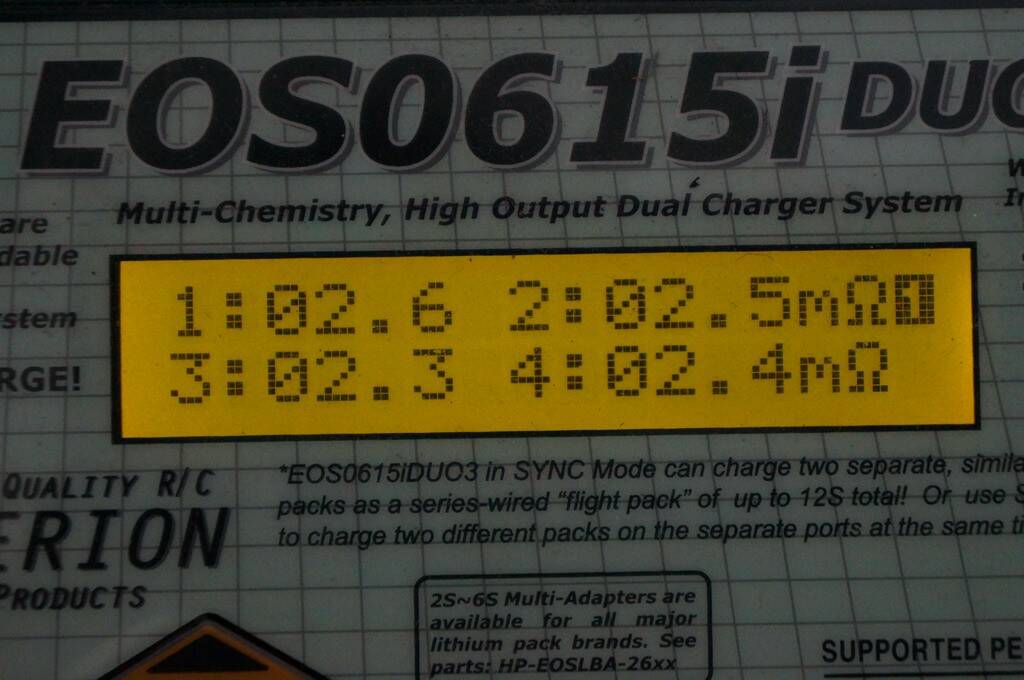 EOS0615i DUO
Multi-Chemistry, High Output Dual Charger System
are
dable
stem
RGE!
1:02.6 2:02.5mΩ1
3:02.3 4:02.4mΩ
QUALITY R/C
ERION
PRODUCTS
*EOS0615iDUO3 in SYNC Mode can charge two separate, simila
packs as a series-wired "flight pack" of up to 12S total! Or use S
to charge two different packs on the separate ports at the same ti
2S~6S Multi-Adapters are
available for all major
lithium pack brands. See
parts: HP-EOSLBA-26xx
SUPPORTED PE